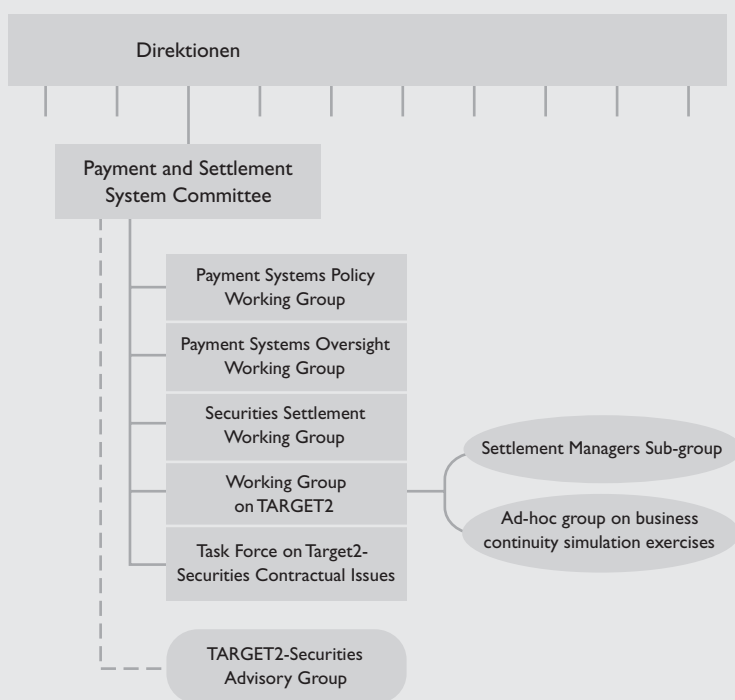 Direktionen
Payment and Settlement
System Committee
Payment Systems Policy
Working Group
Payment Systems Oversight
Working Group
Securities Settlement
Working Group
Working Group
on TARGET2
Task Force on Target2-
Securities Contractual Issues
Settlement Managers Sub-group
Ad-hoc group on business
continuity simulation exercises
TARGET2-Securities
Advisory Group